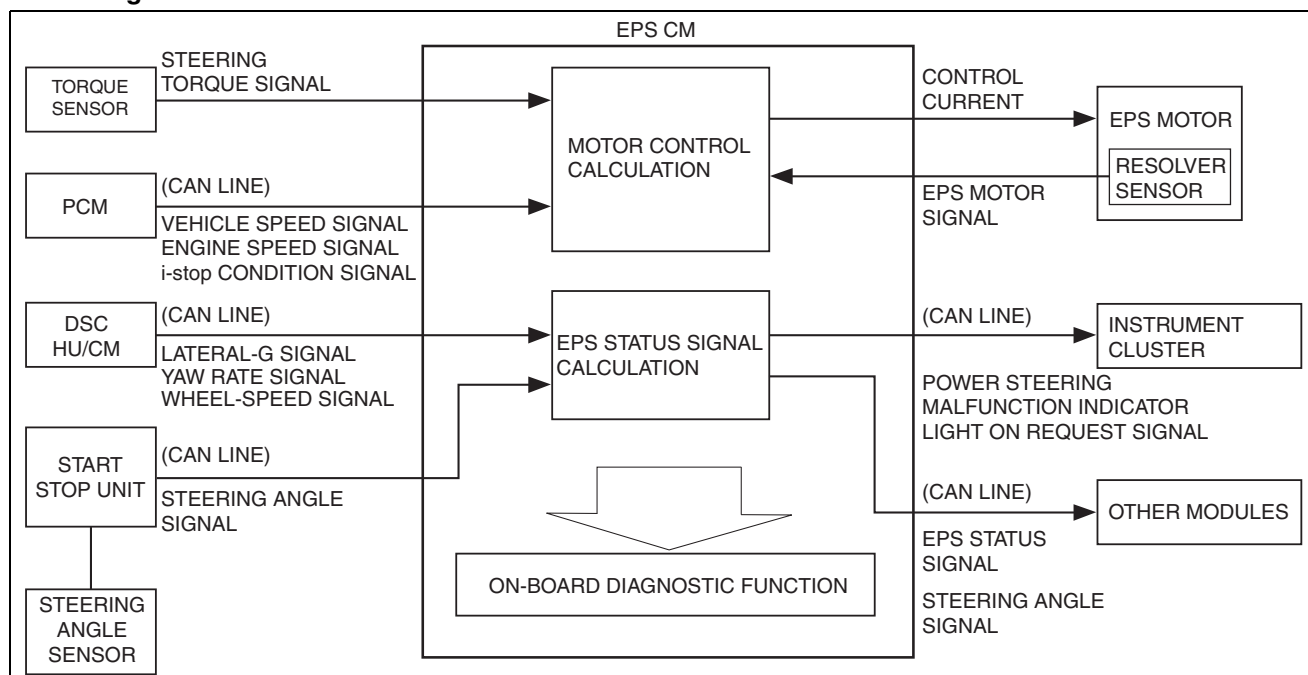 EPS CM
STEERING
TORQUE SIGNAL
TORQUE
SENSOR
CONTROL
CURRENT
EPS MOTOR
MOTOR CONTROL
CALCULATION
RESOLVER
SENSOR
EPS MOTOR
SIGNAL
(CAN LINE)
PCM
VEHICLE SPEED SIGNAL
ENGINE SPEED SIGNAL
i-stop CONDITION SIGNAL
(CAN LINE)
DSC
HU/CM
LATERAL-G SIGNAL
YAW RATE SIGNAL
WHEEL-SPEED SIGNAL
EPS STATUS SIGNAL
CALCULATION
(CAN LINE)
INSTRUMENT
CLUSTER
POWER STEERING
MALFUNCTION INDICATOR
LIGHT ON REQUEST SIGNAL
(CAN LINE)
START
STOP UNIT
STEERING ANGLE
SIGNAL
(CAN LINE)
OTHER MODULES
EPS STATUS
SIGNAL
STEERING ANGLE
SIGNAL
ON-BOARD DIAGNOSTIC FUNCTION
STEERING
ANGLE
SENSOR